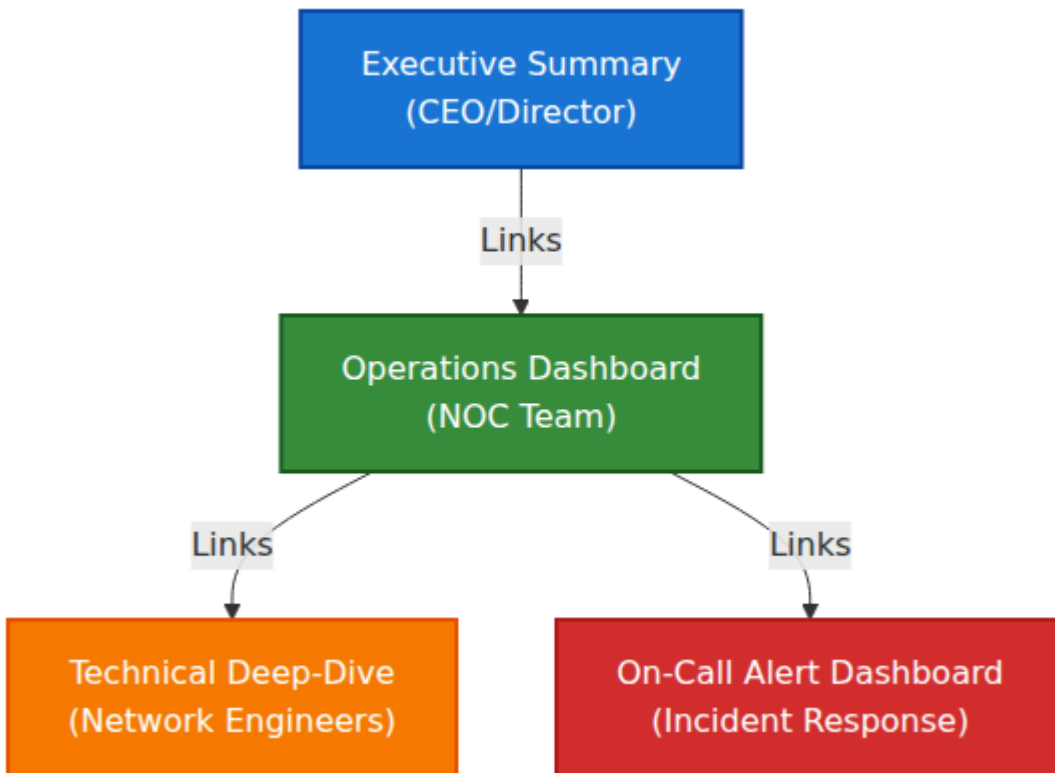 Executive Summary
(CEO/Director)
Links
Operations Dashboard
(NOC Team)
Links
Links
Technical Deep-Dive
(Network Engineers)
On-Call Alert Dashboard
(Incident Response)